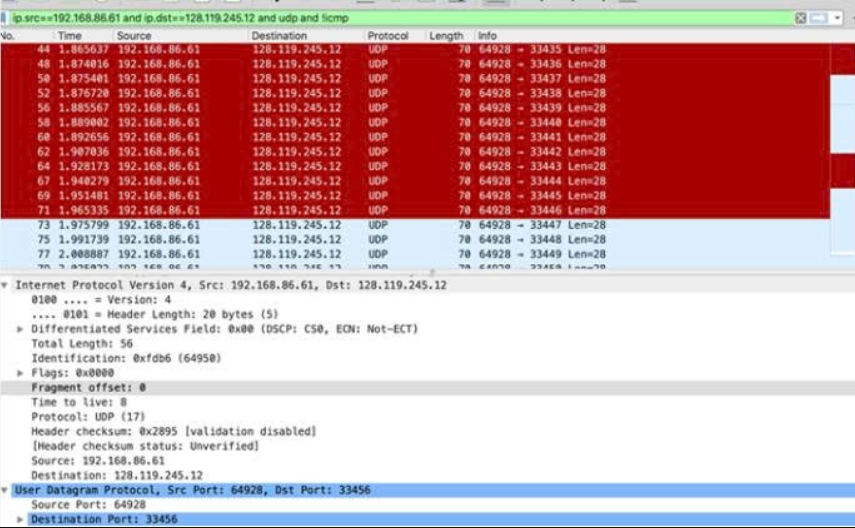 ip.src==192.168.86.61 and ip.dst==128.119.245.12 and udp and !icmp
No. Time Source Destination Protocol Length Info
44 1.865637 192.168.86.61 128.119.245.12 UDP 70 64928 → 33435 Len=28
48 1.874016 192.168.86.61 128.119.245.12 UDP 70 64928 → 33436 Len=28
50 1.875401 192.168.86.61 128.119.245.12 UDP 70 64928 → 33437 Len=28
52 1.876720 192.168.86.61 128.119.245.12 UDP 70 64928 → 33438 Len=28
56 1.885567 192.168.86.61 128.119.245.12 UDP 70 64928 → 33439 Len=28
58 1.889002 192.168.86.61 128.119.245.12 UDP 70 64928 → 33440 Len=28
60 1.892656 192.168.86.61 128.119.245.12 UDP 70 64928 → 33441 Len=28
62 1.907036 192.168.86.61 128.119.245.12 UDP 70 64928 → 33442 Len=28
64 1.928173 192.168.86.61 128.119.245.12 UDP 70 64928 → 33443 Len=28
67 1.940279 192.168.86.61 128.119.245.12 UDP 70 64928 → 33444 Len=28
69 1.951481 192.168.86.61 128.119.245.12 UDP 70 64928 → 33445 Len=28
71 1.965335 192.168.86.61 128.119.245.12 UDP 70 64928 → 33446 Len=28
73 1.975799 192.168.86.61 128.119.245.12 UDP 70 64928 → 33447 Len=28
75 1.991739 192.168.86.61 128.119.245.12 UDP 70 64928 → 33448 Len=28
77 2.008887 192.168.86.61 128.119.245.12 UDP 70 64928 → 33449 Len=28
Internet Protocol Version 4, Src: 192.168.86.61, Dst: 128.119.245.12
0100 .... = Version: 4
.... 0101 = Header Length: 20 bytes (5)
Differentiated Services Field: 0x00 (DSCP: CS0, ECN: Not-ECT)
Total Length: 56
Identification: 0xfdb6 (64950)
Flags: 0x0000
Fragment offset: 0
Time to live: 8
Protocol: UDP (17)
Header checksum: 0x2895 [validation disabled]
[Header checksum status: Unverified]
Source: 192.168.86.61
Destination: 128.119.245.12
User Datagram Protocol, Src Port: 64928, Dst Port: 33456
Source Port: 64928
Destination Port: 33456